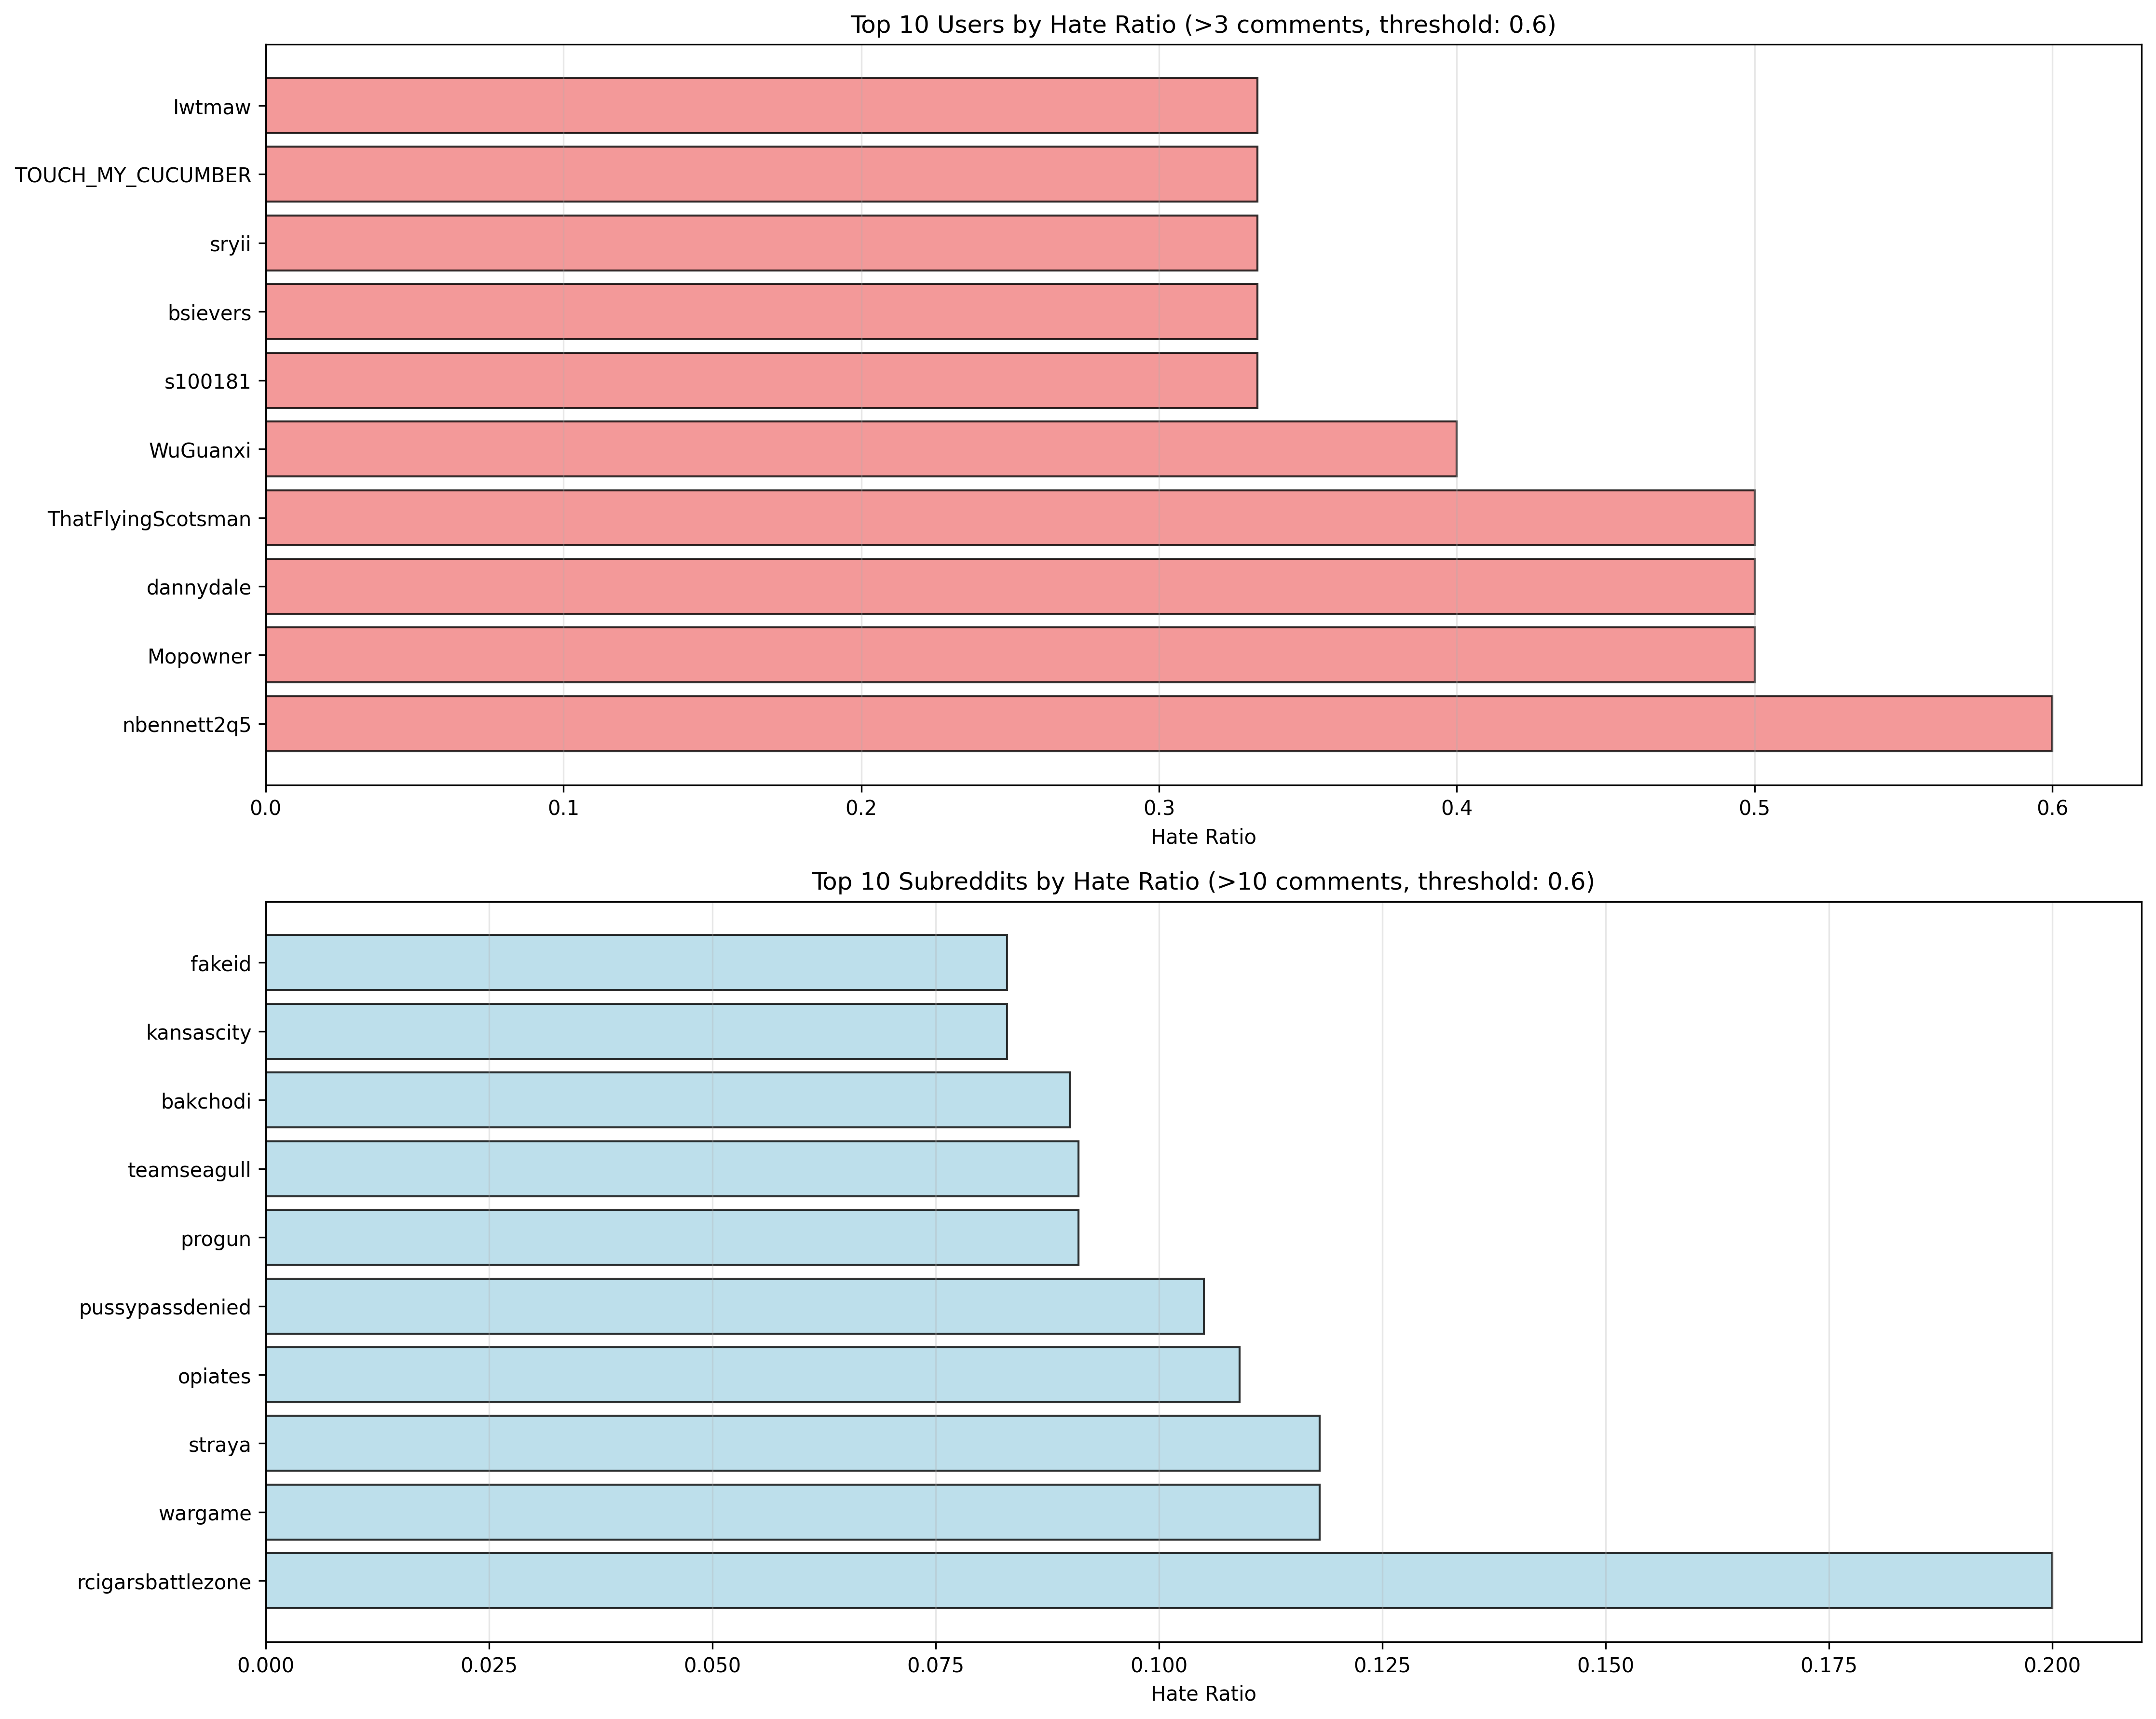 Top 10 Users by Hate Ratio (>3 comments, threshold: 0.6)
Iwtmaw
TOUCH_MY_CUCUMBER
sryii
bsievers
s100181
WuGuanxi
ThatFlyingScotsman
dannydale
Mopowner
nbennett2q5
0.0 0.1 0.2 0.3 0.4 0.5 0.6
Hate Ratio
Top 10 Subreddits by Hate Ratio (>10 comments, threshold: 0.6)
fakeid
kansascity
bakchodi
teamseagull
progun
pussypassdenied
opiates
straya
wargame
rcigarsbattlezone
0.000 0.025 0.050 0.075 0.100 0.125 0.150 0.175 0.200
Hate Ratio